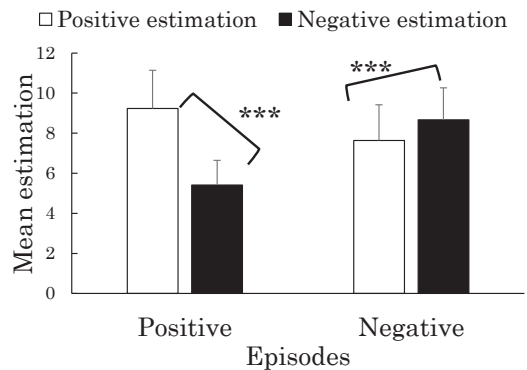 Positive estimation Negative estimation
12
10
8
6
4
2
0
Mean estimation
***
***
Positive Negative
Episodes